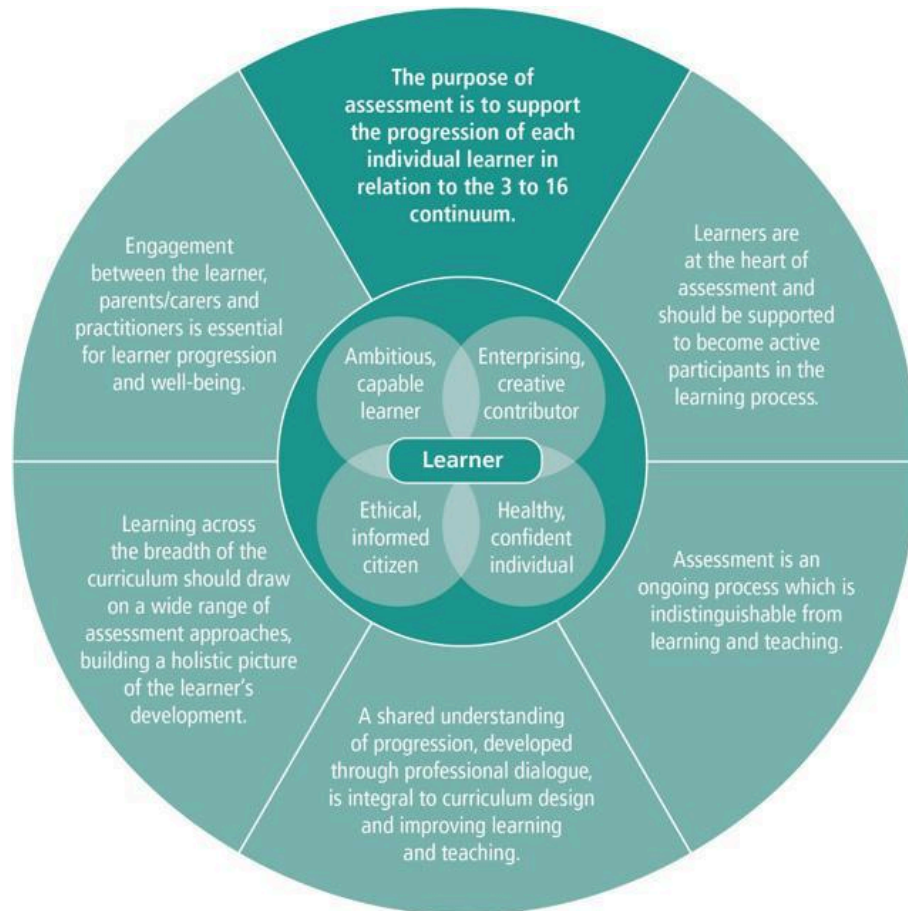 The purpose of
assessment is to support
the progression of each
individual learner in
relation to the 3 to 16
continuum.
Learners are
at the heart of
assessment and
should be supported
to become active
participants in the
learning process.
Assessment is an
ongoing process which is
indistinguishable from
learning and teaching.
A shared understanding
of progression, developed
through professional dialogue,
is integral to curriculum design
and improving learning
and teaching.
Learning across
the breadth of the
curriculum should draw
on a wide range of
assessment approaches,
building a holistic picture
of the learner’s
development.
Engagement
between the learner,
parents/carers and
practitioners is essential
for learner progression
and well-being.
Ambitious,
capable
learner
Enterprising,
creative
contributor
Learner
Ethical,
informed
citizen
Healthy,
confident
individual